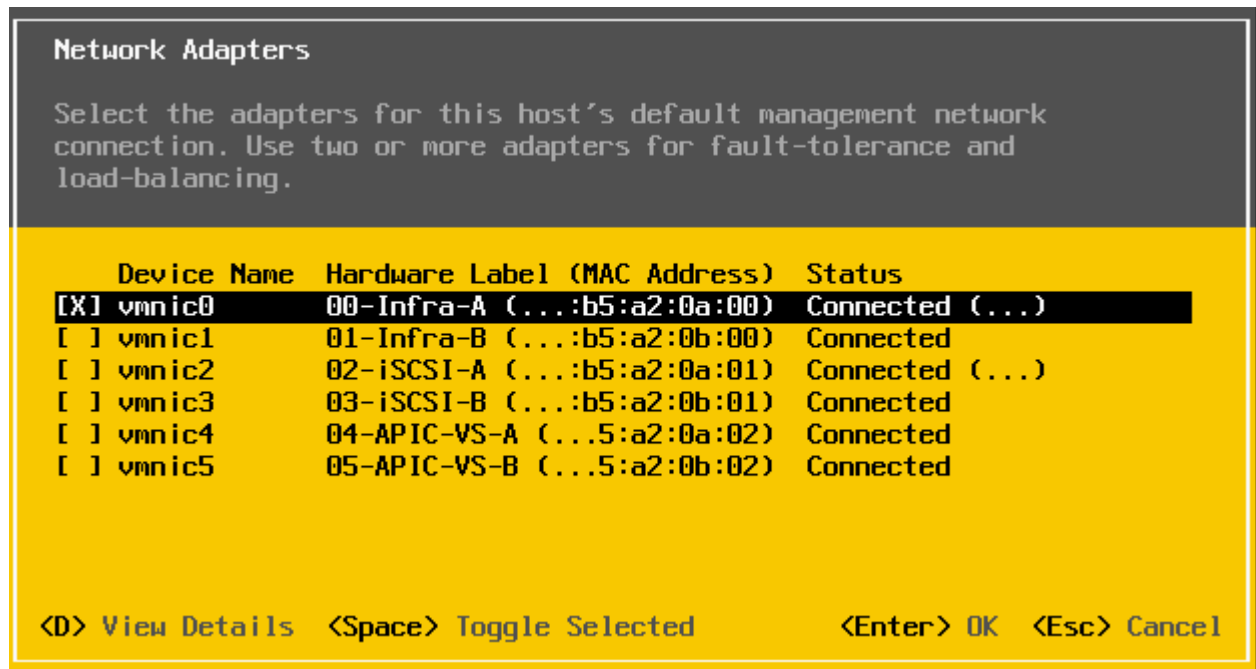 Network Adapters
Select the adapters for this host's default management network
connection. Use two or more adapters for fault-tolerance and
load-balancing.
Device Name Hardware Label (MAC Address) Status
[X] vmnic0 00-Infra-A (...:b5:a2:0a:00) Connected (...)
[ ] vmnic1 01-Infra-B (...:b5:a2:0b:00) Connected
[ ] vmnic2 02-iSCSI-A (...:b5:a2:0a:01) Connected (...)
[ ] vmnic3 03-iSCSI-B (...:b5:a2:0b:01) Connected
[ ] vmnic4 04-APIC-VS-A (...5:a2:0a:02) Connected
[ ] vmnic5 05-APIC-VS-B (...5:a2:0b:02) Connected
<D> View Details <Space> Toggle Selected <Enter> OK <Esc> Cancel